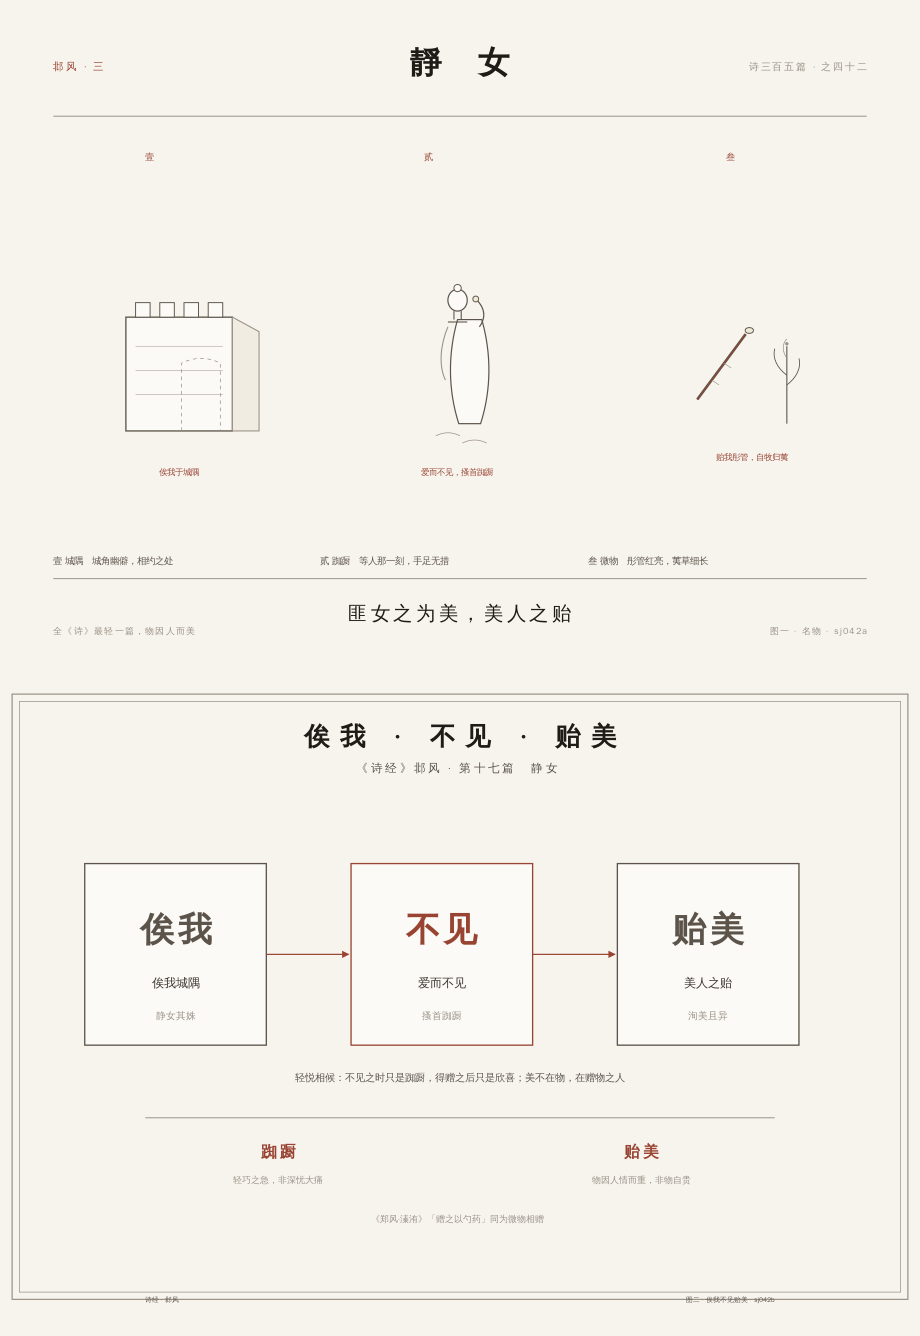 邶风 · 三
靜 女
诗三百五篇 · 之四十二
壹
贰
叁
俟我于城隅
爱而不见，搔首踟蹰
贻我彤管，自牧归荑
壹 城隅 城角幽僻，相约之处
贰 踟蹰 等人那一刻，手足无措
叁 微物 彤管红亮，荑草细长
匪女之为美，美人之贻
全《诗》最轻一篇，物因人而美
图一 · 名物 · sj042a
俟我 · 不见 · 贻美
《诗经》邶风 · 第十七篇 静女
俟我
不见
贻美
俟我城隅
爱而不见
美人之贻
静女其姝
搔首踟蹰
洵美且异
轻悦相候：不见之时只是踟蹰，得赠之后只是欣喜；美不在物，在赠物之人
踟蹰
贻美
轻巧之急，非深忧大痛
物因人情而重，非物自贵
《郑风·溱洧》「赠之以勺药」同为微物相赠
诗经 · 邶风
图二 · 俟我不见贻美 · sj042b